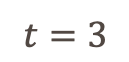 t = 3